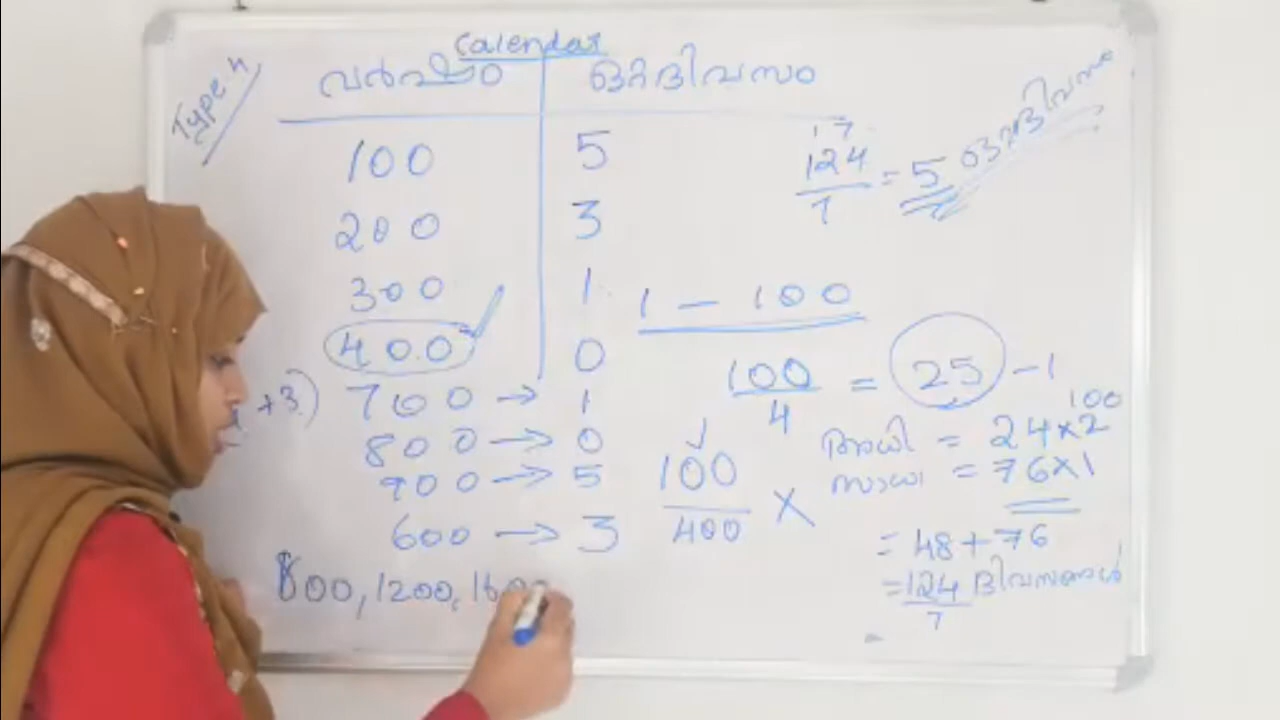 Calendar
Type 4
വർഷം ഒറ്റദിവസം
100 5
200 3
300 1
400 0
+3) 700 → 1
800 → 0
900 → 5
600 → 3
800, 1200, 1600
17
124/7 = 5 ഒറ്റദിവസം
1 - 100
100/4 = 25 - 1
100
100/400 ×
അധി = 24×2
സാധാ = 76×1
= 48+76
= 124/7 ദിവസങ്ങൾ
=